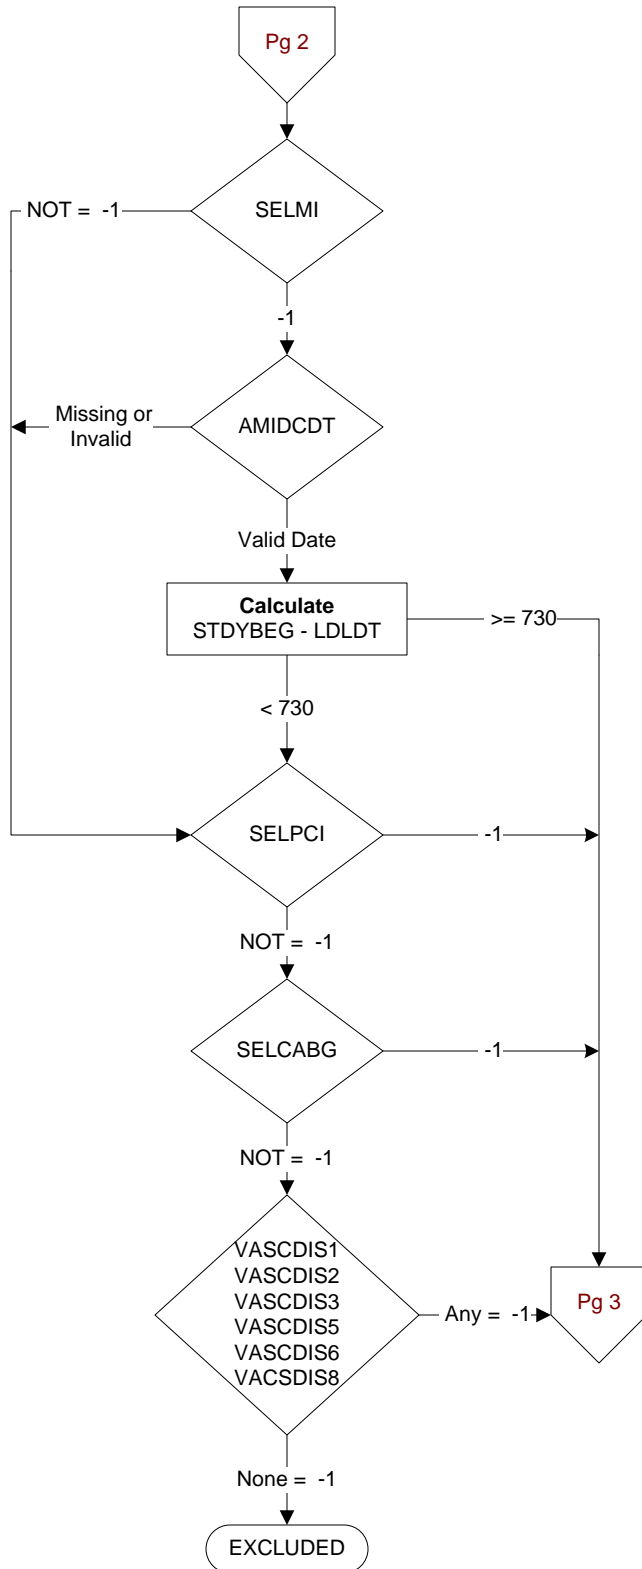 Pg 2
SELMI
NOT = -1
-1
AMIDCDT
Missing or
Invalid
Valid Date
Calculate
STDYBEG - LDLDT
>= 730
< 730
SELPCI
-1
NOT = -1
SELCABG
-1
NOT = -1
VASCDIS1
VASCDIS2
VASCDIS3
VASCDIS5
VASCDIS6
VACSDIS8
Any = -1
Pg 3
None = -1
EXCLUDED